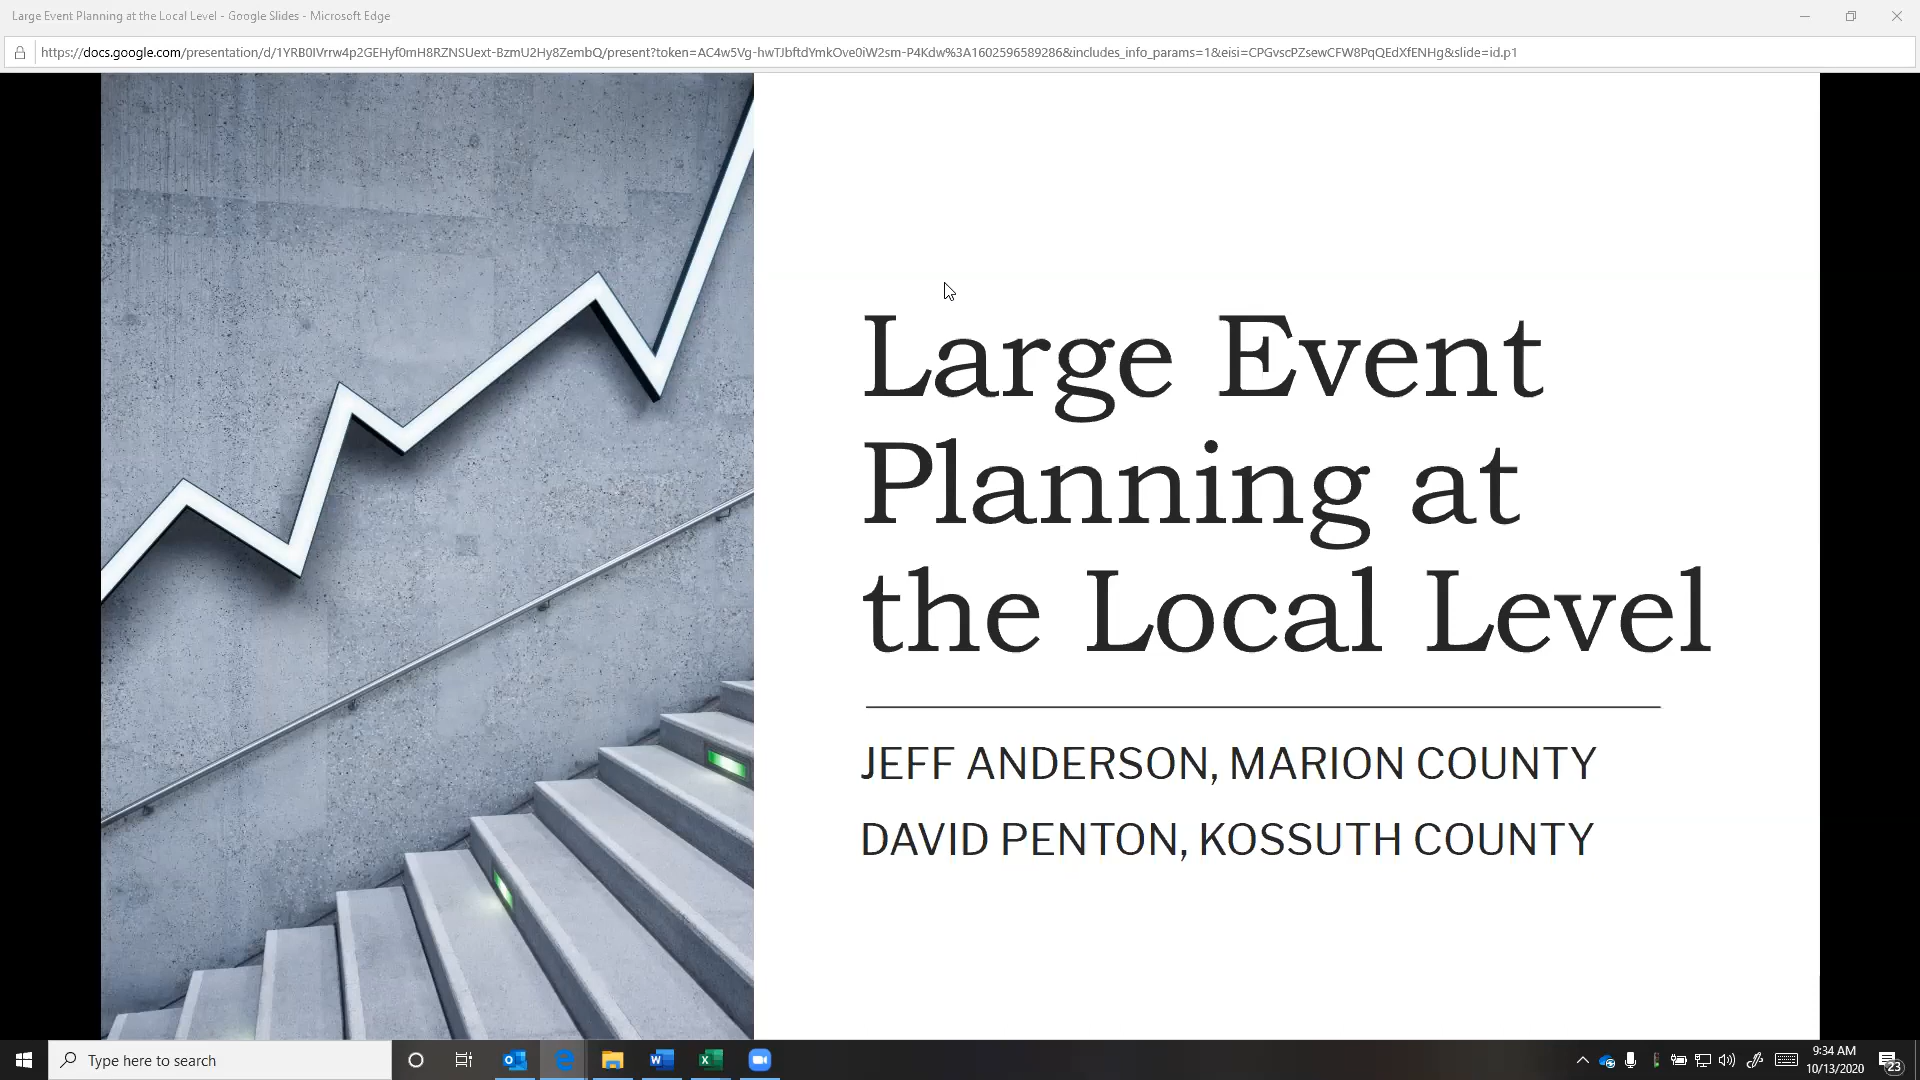 Large Event Planning at the Local Level - Google Slides - Microsoft Edge
https://docs.google.com/presentation/d/1YRB0IVrrw4p2GEHyf0mH8RZNSUext-BzmU2Hy8ZembQ/present?token=AC4w5Vg-hwTJbftdYmkOve0iW2sm-P4Kdw%3A1602596589286&includes_info_params=1&eisi=CPGvscPZsewCFW8PqQEdXfENHg&slide=id.p1
Large Event
Planning at
the Local Level
JEFF ANDERSON, MARION COUNTY
DAVID PENTON, KOSSUTH COUNTY
Type here to search
9:34 AM
10/13/2020
23